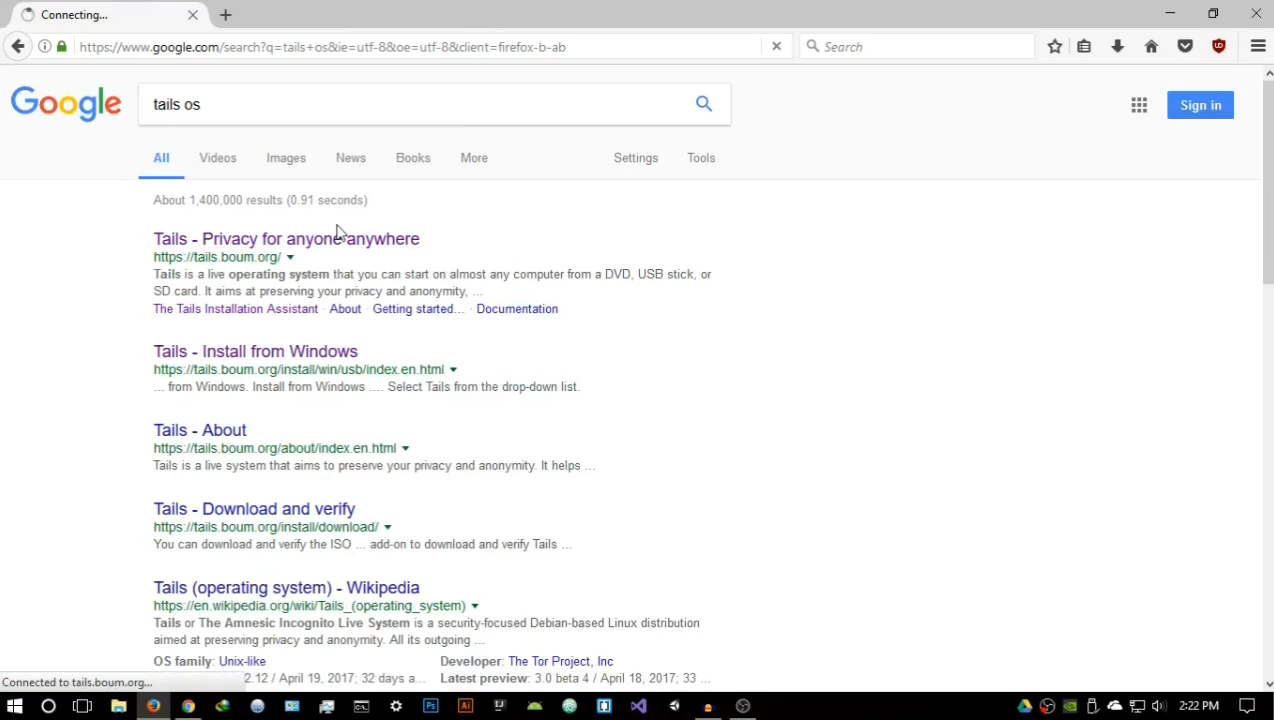 Connecting...
https://www.google.com/search?q=tails+os&ie=utf-8&oe=utf-8&client=firefox-b-ab
Search
Google
tails os
Sign in
All Videos Images News Books More Settings Tools
About 1,400,000 results (0.91 seconds)
Tails - Privacy for anyone anywhere
https://tails.boum.org/
Tails is a live operating system that you can start on almost any computer from a DVD, USB stick, or
SD card. It aims at preserving your privacy and anonymity, ...
The Tails Installation Assistant · About · Getting started... · Documentation
Tails - Install from Windows
https://tails.boum.org/install/win/usb/index.en.html
... from Windows. Install from Windows .... Select Tails from the drop-down list.
Tails - About
https://tails.boum.org/about/index.en.html
Tails is a live system that aims to preserve your privacy and anonymity. It helps ...
Tails - Download and verify
https://tails.boum.org/install/download/
You can download and verify the ISO ... add-on to download and verify Tails ...
Tails (operating system) - Wikipedia
https://en.wikipedia.org/wiki/Tails_(operating_system)
Tails or The Amnesic Incognito Live System is a security-focused Debian-based Linux distribution
aimed at preserving privacy and anonymity. All its outgoing ...
OS family: Unix-like Developer: The Tor Project, Inc
2.12 / April 19, 2017; 32 days a... Latest preview: 3.0 beta 4 / April 18, 2017; 33 ...
Connected to tails.boum.org...
Ps Ai IJ
2:22 PM